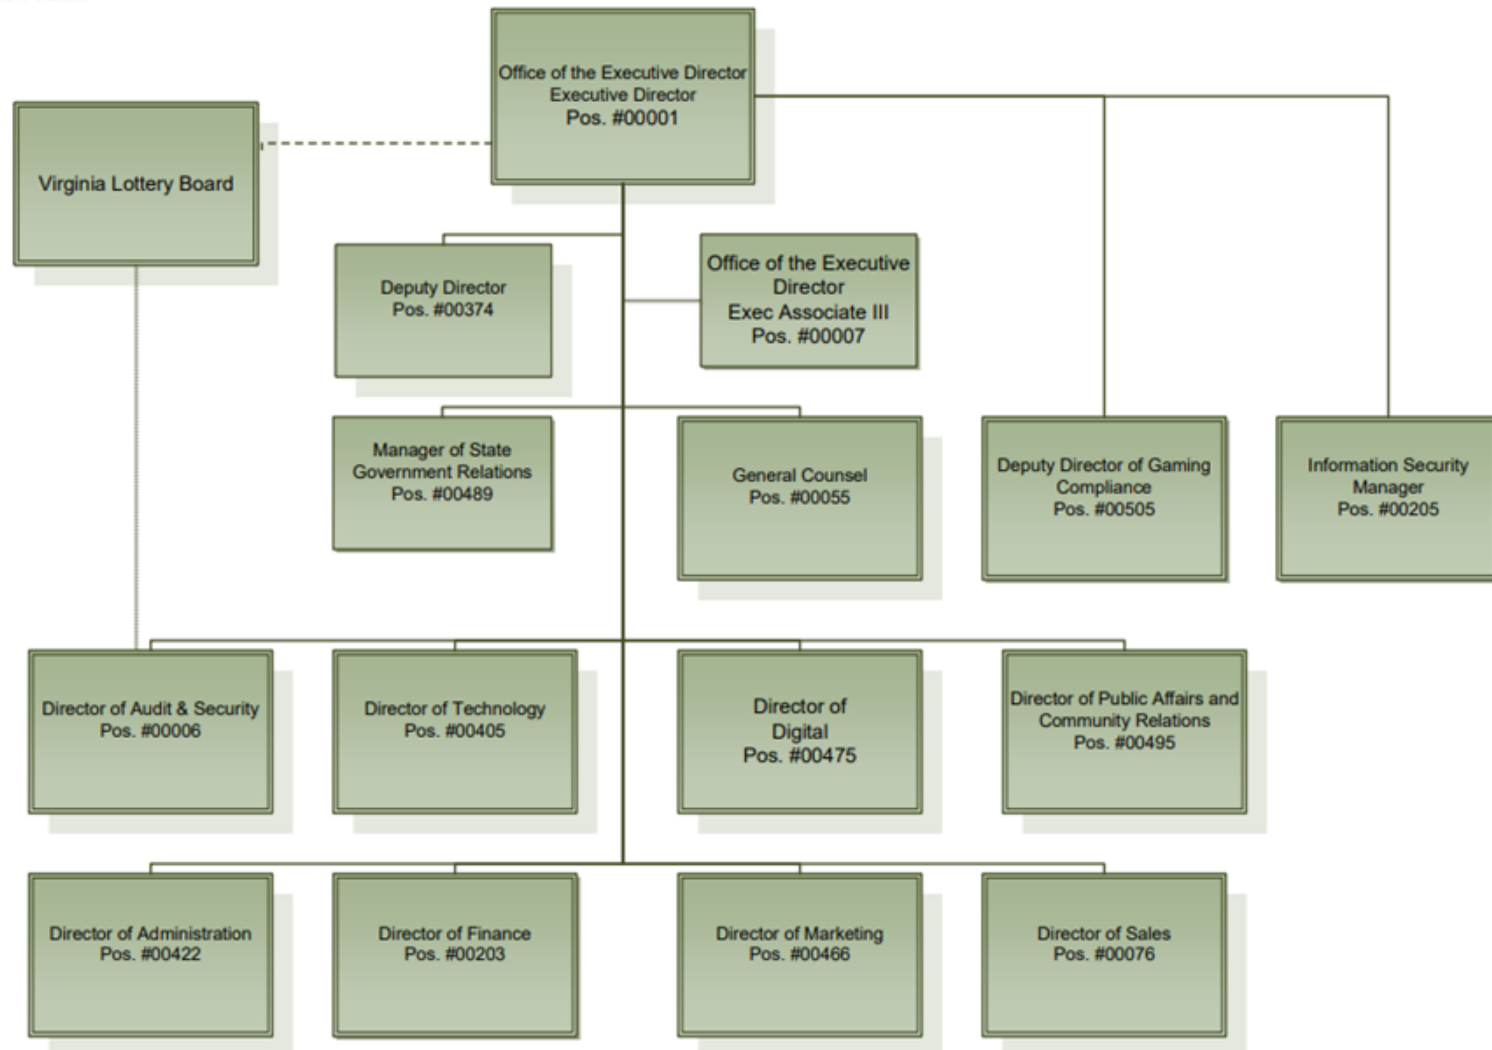 Office of the Executive Director
Executive Director
Pos. #00001
Virginia Lottery Board
Deputy Director
Pos. #00374
Office of the Executive
Director
Exec Associate III
Pos. #00007
Manager of State
Government Relations
Pos. #00489
General Counsel
Pos. #00055
Deputy Director of Gaming
Compliance
Pos. #00505
Information Security
Manager
Pos. #00205
Director of Audit & Security
Pos. #00006
Director of Technology
Pos. #00405
Director of
Digital
Pos. #00475
Director of Public Affairs and
Community Relations
Pos. #00495
Director of Administration
Pos. #00422
Director of Finance
Pos. #00203
Director of Marketing
Pos. #00466
Director of Sales
Pos. #00076